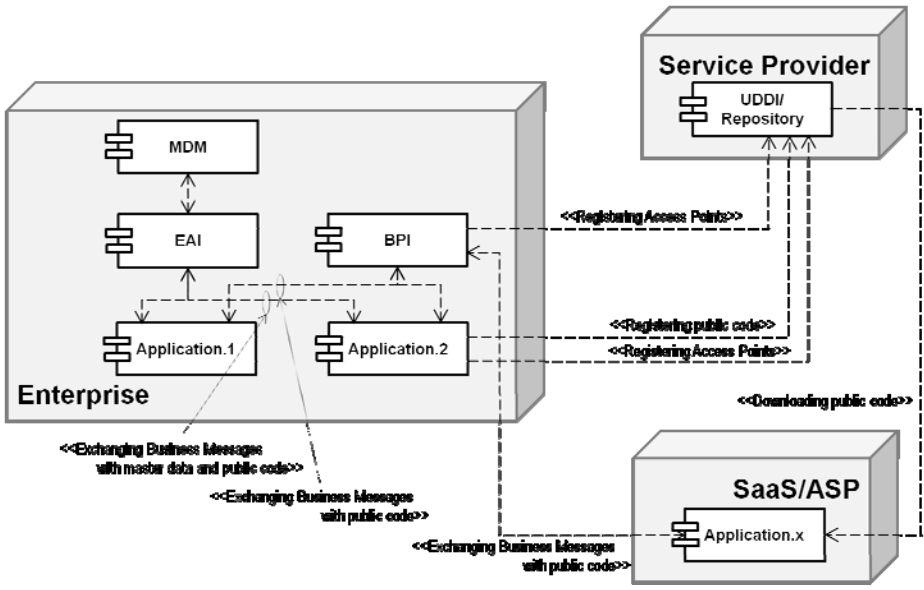 Service Provider
UDDI/
Repository
MDM
<<Registering Access Points>>
EAI
BPI
<<Registering public code>>
Application.1
Application.2
<<Registering Access Points>>
Enterprise
<<Downloading public code>>
<<Exchanging Business Messages
with master data and public code>>
SaaS/ASP
<<Exchanging Business Messages
with public code>>
Application.x
<<Exchanging Business Messages
with public code>>